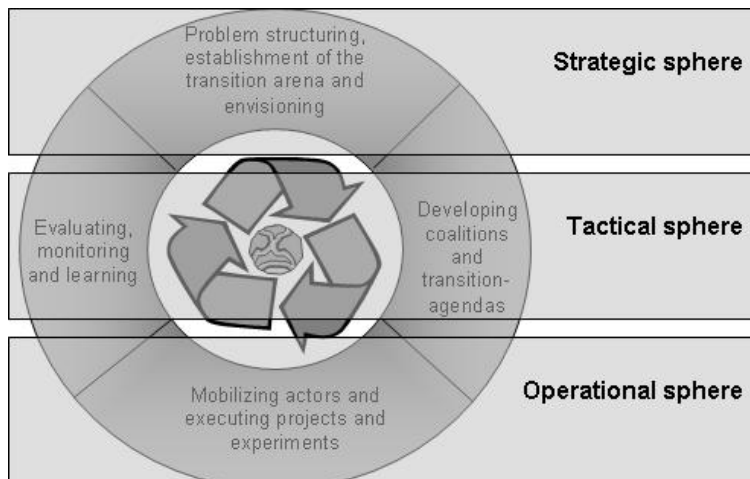 Problem structuring,
establishment of the
transition arena and
envisioning
Strategic sphere
Evaluating,
monitoring
and learning
Developing
coalitions
and
transition-
agendas
Tactical sphere
Mobilizing actors and
executing projects and
experiments
Operational sphere